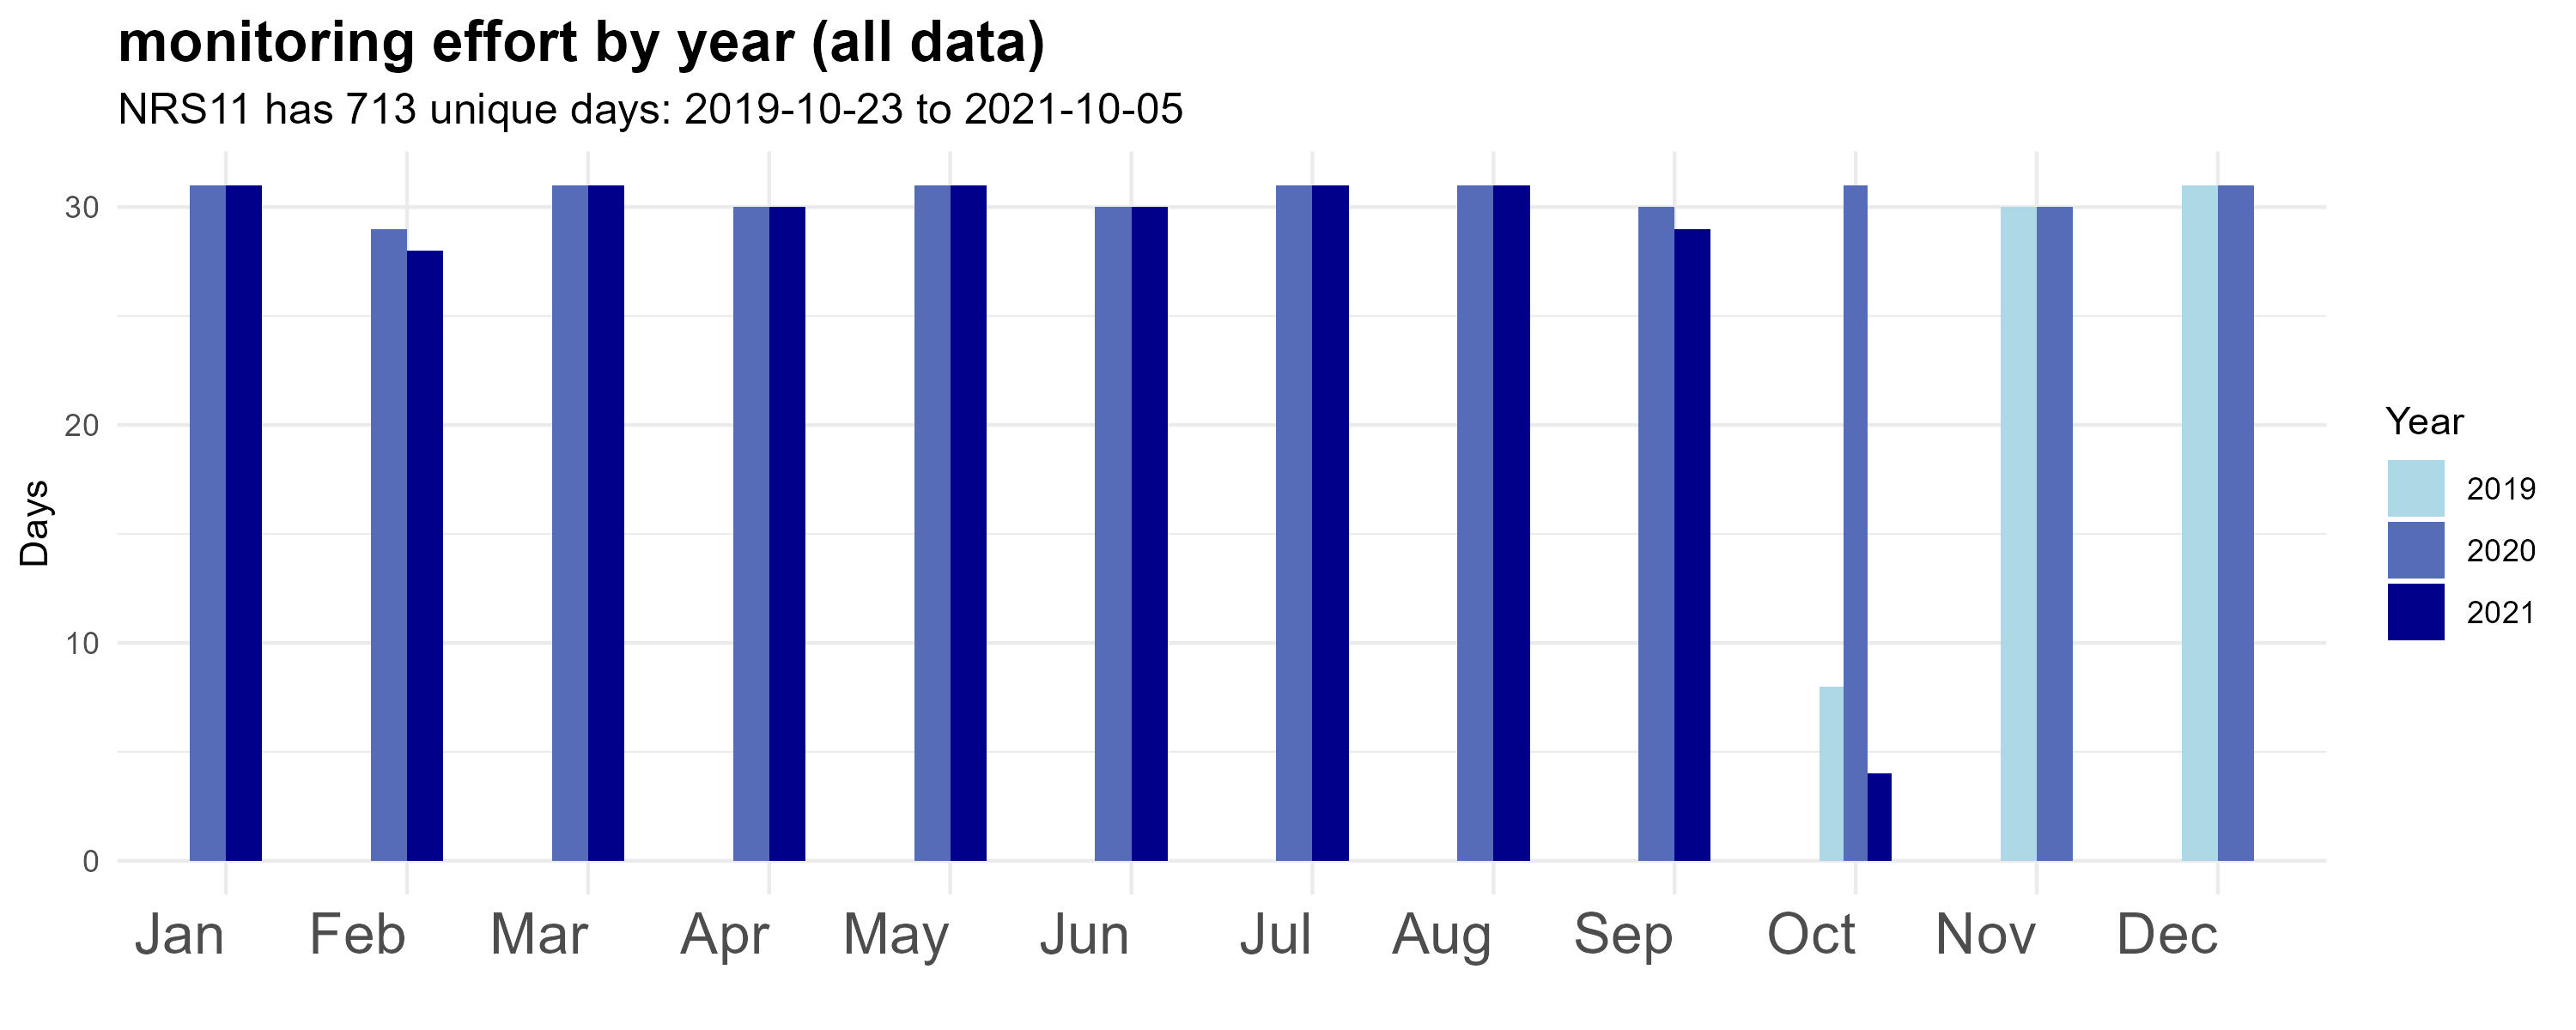 monitoring effort by year (all data)
NRS11 has 713 unique days: 2019-10-23 to 2021-10-05
30
20
10
0
Days
Jan Feb Mar Apr May Jun Jul Aug Sep Oct Nov Dec
Year
2019
2020
2021